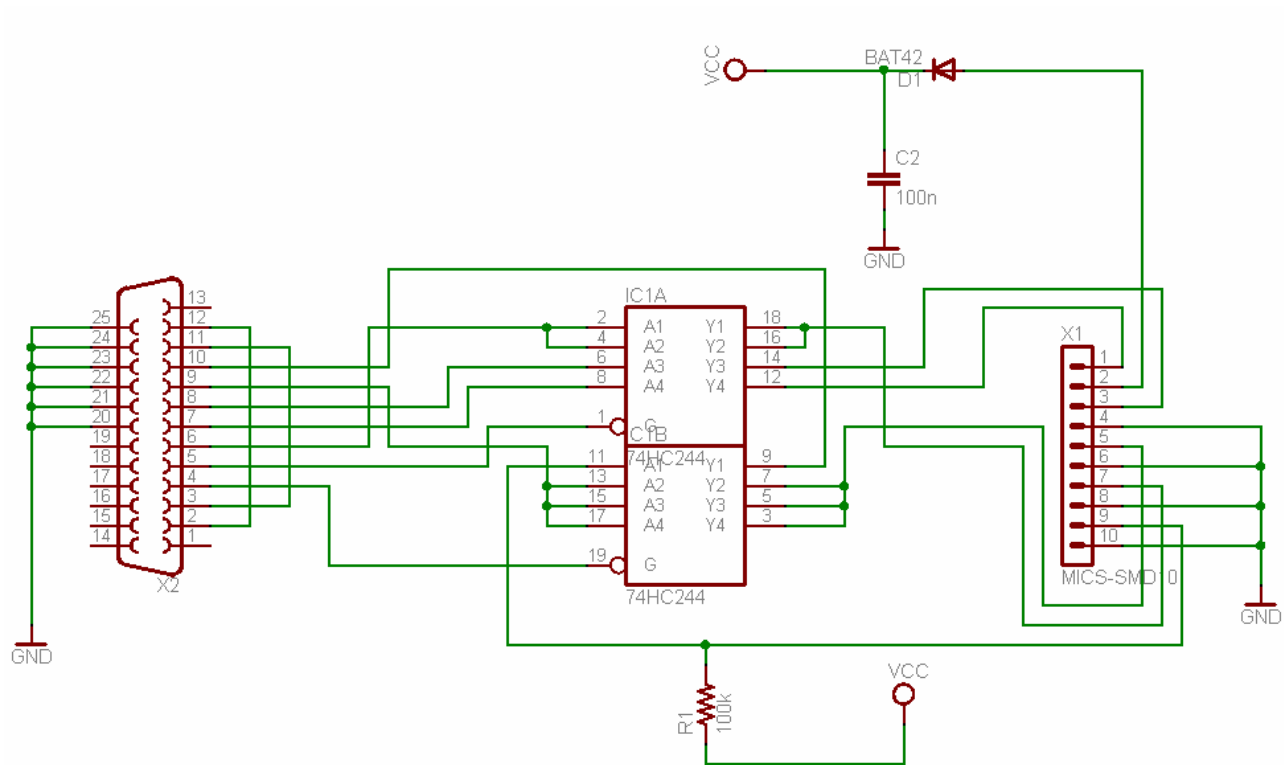 VCC
BAT42
D1
C2
100n
GND
13
25
12
24
11
23
10
22
9
21
8
20
7
19
6
18
5
17
4
16
3
15
2
14
1
X2
GND
IC1A
2 A1 Y1 18
4 A2 Y2 16
6 A3 Y3 14
8 A4 Y4 12
1 G
C1B
74HC244
11 A1 Y1 9
13 A2 Y2 7
15 A3 Y3 5
17 A4 Y4 3
19 G
74HC244
X1
1
2
3
4
5
6
7
8
9
10
MICS-SMD10
GND
R1
100k
VCC